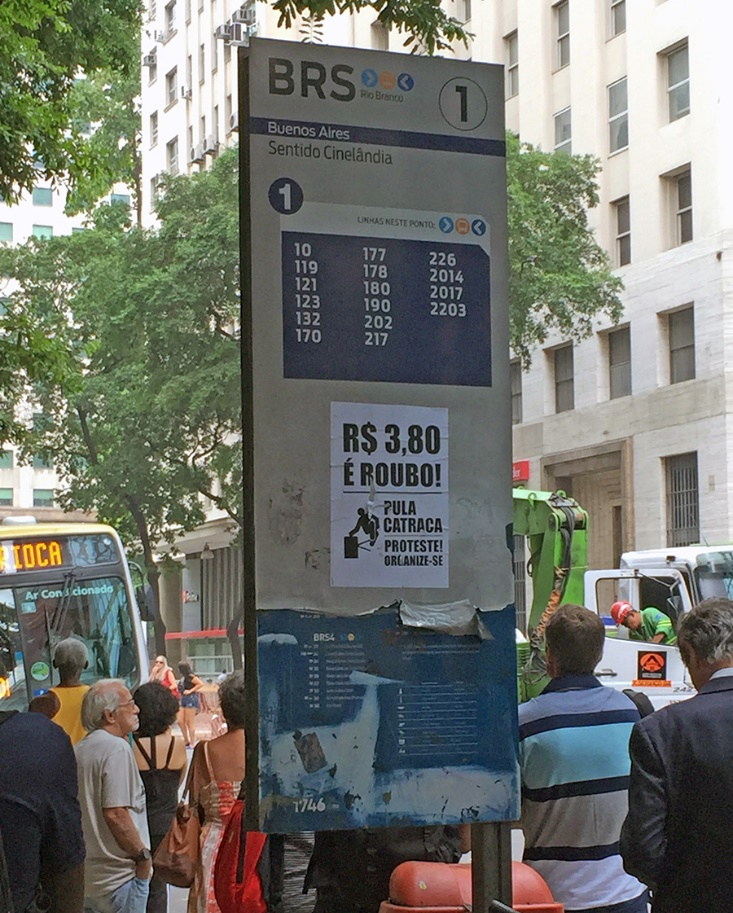 BRS
Rio Branco
1
Buenos Aires
Sentido Cinelândia
1
LINHAS NESTE PONTO:
10 177 226
119 178 2014
121 180 2017
123 190 2203
132 202
170 217
R$ 3,80
É ROUBO!
PULA
CATRACA
PROTESTE!
ORGANIZE-SE
BRS4
1746
IOCA
Ar Condicionado